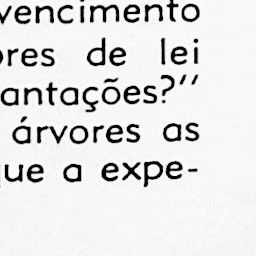 vencimento
ores de lei
antações?"
árvores as
que a expe-